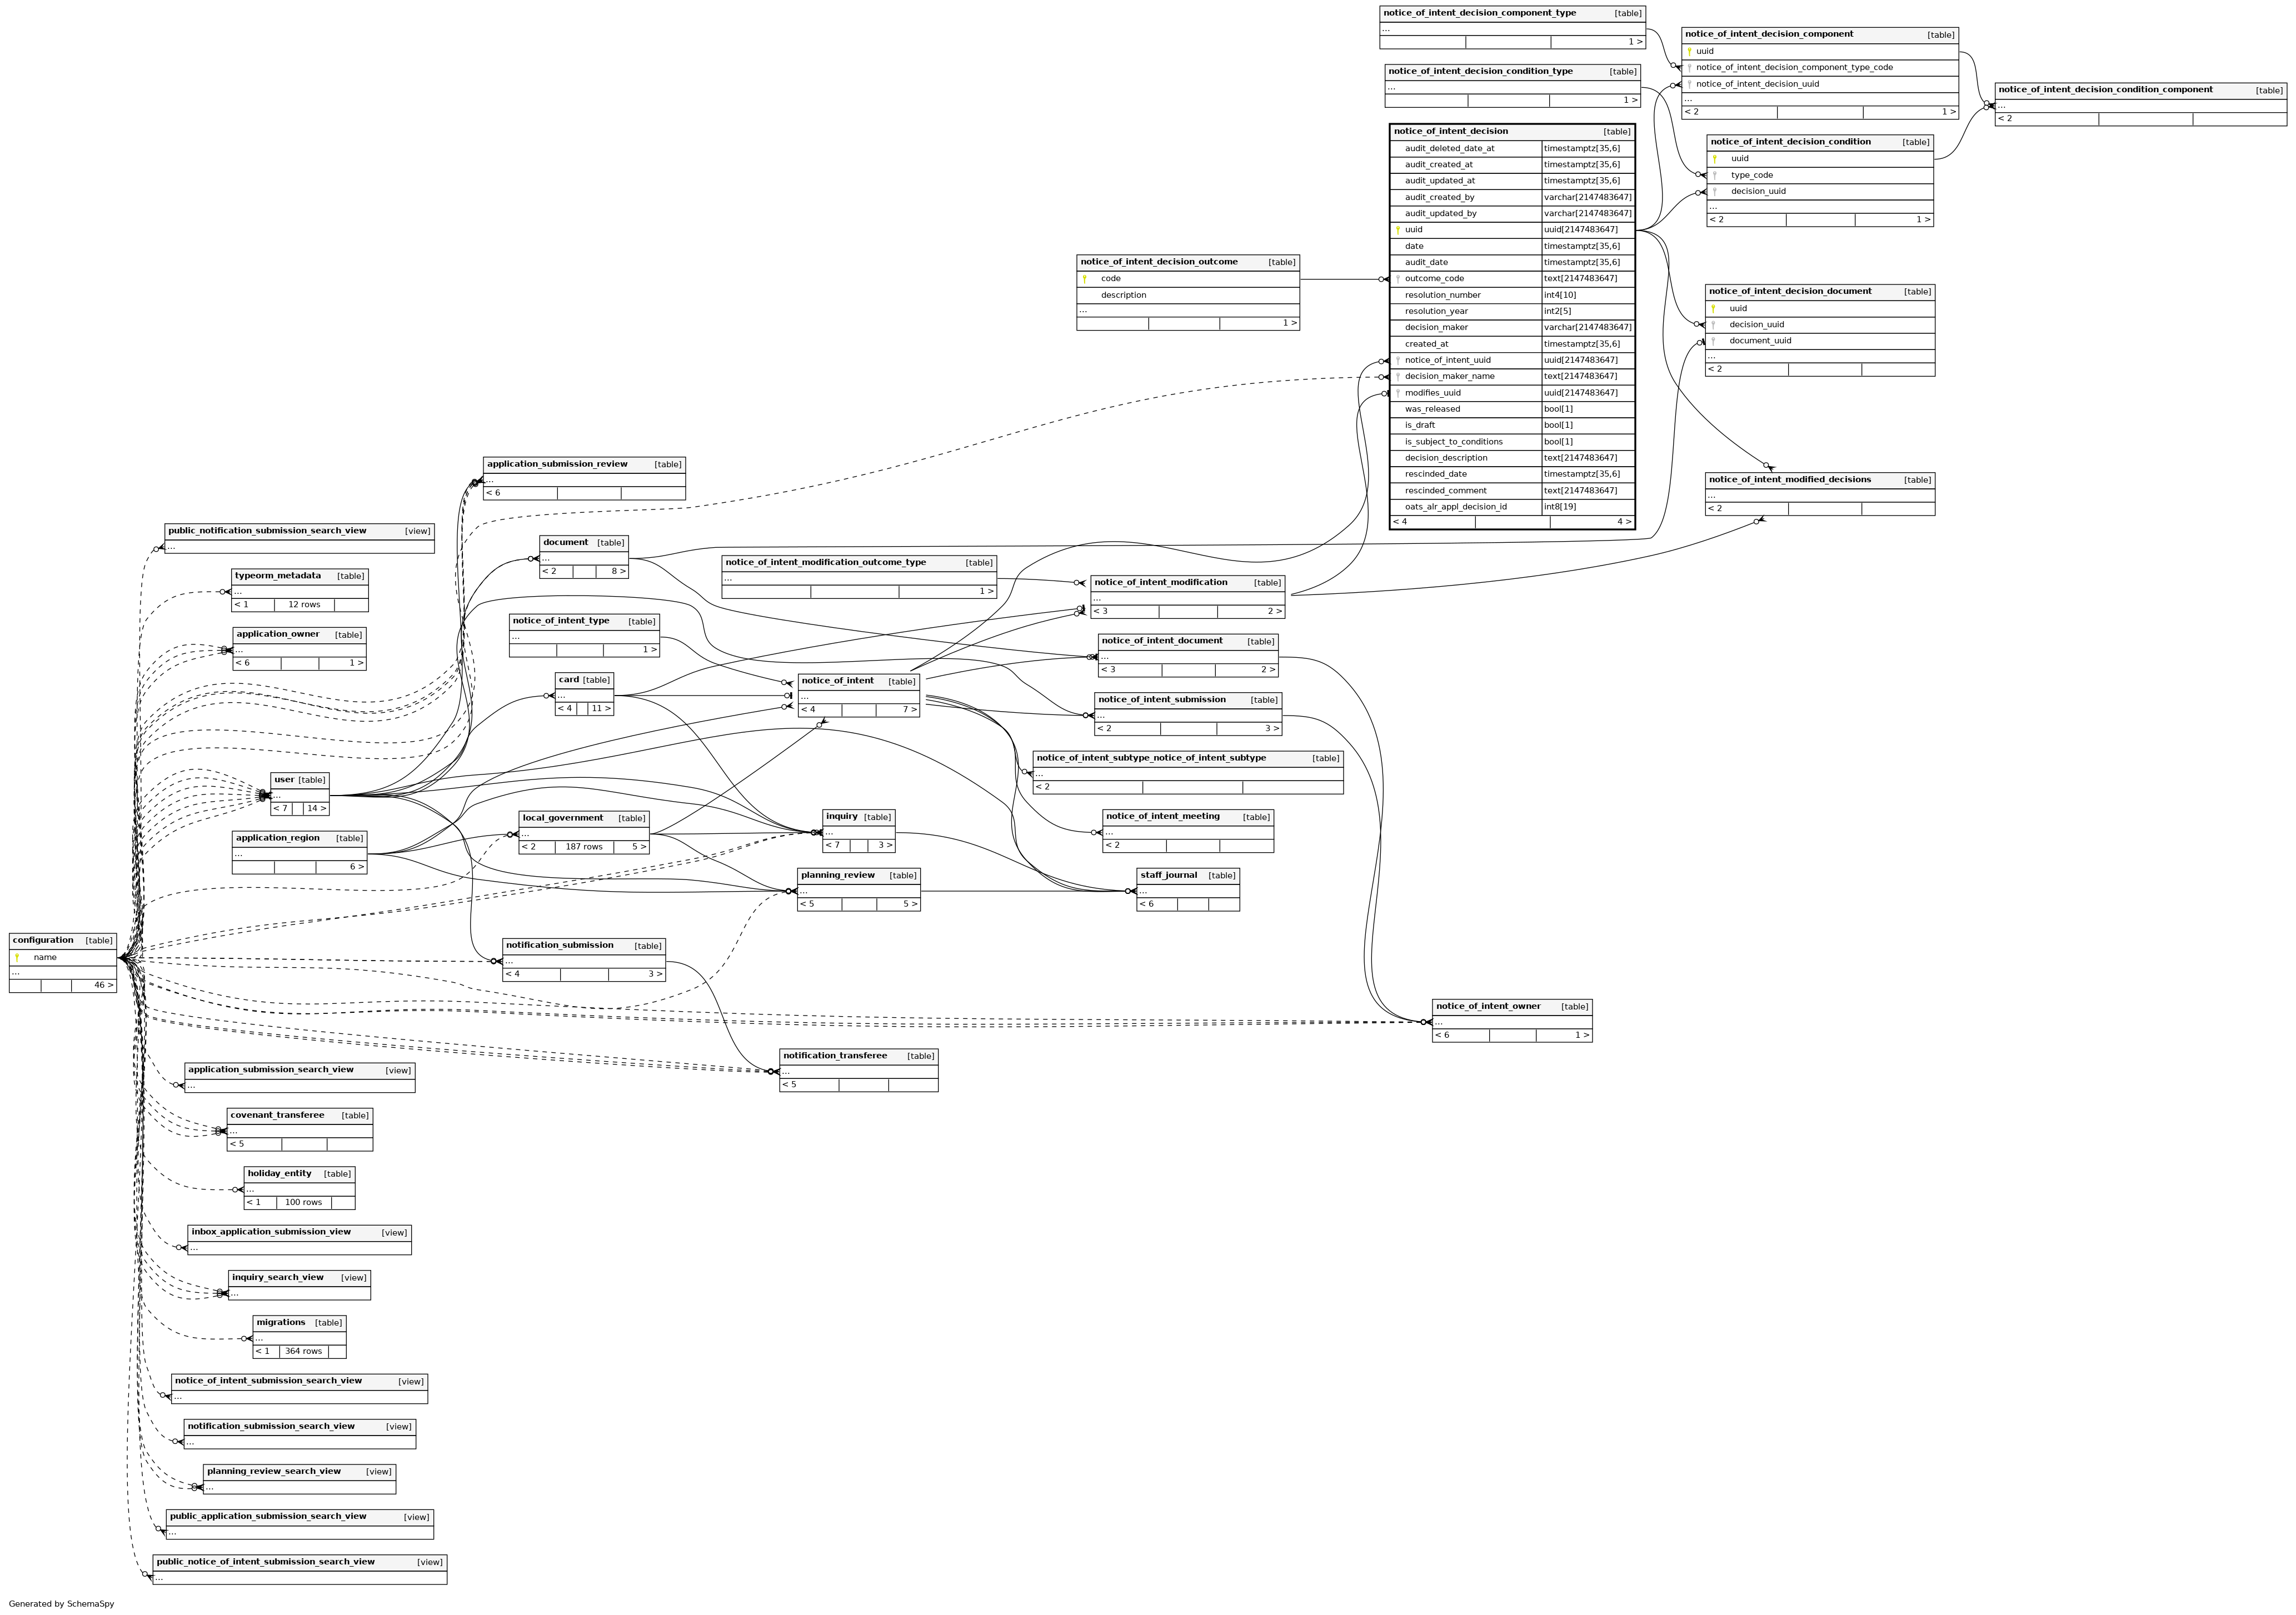 notice_of_intent_decision_component_type [table]
...
1 >
notice_of_intent_decision_component [table]
uuid
notice_of_intent_decision_component_type_code
notice_of_intent_decision_uuid
...
< 2 1 >
notice_of_intent_decision_condition_type [table]
...
1 >
notice_of_intent_decision_condition_component [table]
...
< 2
notice_of_intent_decision [table]
audit_deleted_date_at timestamptz[35,6]
audit_created_at timestamptz[35,6]
audit_updated_at timestamptz[35,6]
audit_created_by varchar[2147483647]
audit_updated_by varchar[2147483647]
uuid uuid[2147483647]
date timestamptz[35,6]
audit_date timestamptz[35,6]
outcome_code text[2147483647]
resolution_number int4[10]
resolution_year int2[5]
decision_maker varchar[2147483647]
created_at timestamptz[35,6]
notice_of_intent_uuid uuid[2147483647]
decision_maker_name text[2147483647]
modifies_uuid uuid[2147483647]
was_released bool[1]
is_draft bool[1]
is_subject_to_conditions bool[1]
decision_description text[2147483647]
rescinded_date timestamptz[35,6]
rescinded_comment text[2147483647]
oats_alr_appl_decision_id int8[19]
< 4 4 >
notice_of_intent_decision_condition [table]
uuid
type_code
decision_uuid
...
< 2 1 >
notice_of_intent_decision_outcome [table]
code
description
...
1 >
notice_of_intent_decision_document [table]
uuid
decision_uuid
document_uuid
...
< 2
application_submission_review [table]
...
< 6
notice_of_intent_modified_decisions [table]
...
< 2
public_notification_submission_search_view [view]
...
document [table]
...
< 2 8 >
notice_of_intent_modification_outcome_type [table]
...
1 >
typeorm_metadata [table]
...
< 1 12 rows
notice_of_intent_modification [table]
...
< 3 2 >
notice_of_intent_type [table]
...
1 >
application_owner [table]
...
< 6 1 >
notice_of_intent_document [table]
...
< 3 2 >
card [table]
...
< 4 11 >
notice_of_intent [table]
...
< 4 7 >
notice_of_intent_submission [table]
...
< 2 3 >
notice_of_intent_subtype_notice_of_intent_subtype [table]
...
< 2
user [table]
...
< 7 14 >
local_government [table]
...
< 2 187 rows 5 >
inquiry [table]
...
< 7 3 >
notice_of_intent_meeting [table]
...
< 2
application_region [table]
...
6 >
planning_review [table]
...
< 5 5 >
staff_journal [table]
...
< 6
configuration [table]
name
...
46 >
notification_submission [table]
...
< 4 3 >
notice_of_intent_owner [table]
...
< 6 1 >
notification_transferee [table]
...
< 5
application_submission_search_view [view]
...
covenant_transferee [table]
...
< 5
holiday_entity [table]
...
< 1 100 rows
inbox_application_submission_view [view]
...
inquiry_search_view [view]
...
migrations [table]
...
< 1 364 rows
notice_of_intent_submission_search_view [view]
...
notification_submission_search_view [view]
...
planning_review_search_view [view]
...
public_application_submission_search_view [view]
...
public_notice_of_intent_submission_search_view [view]
...
Generated by SchemaSpy